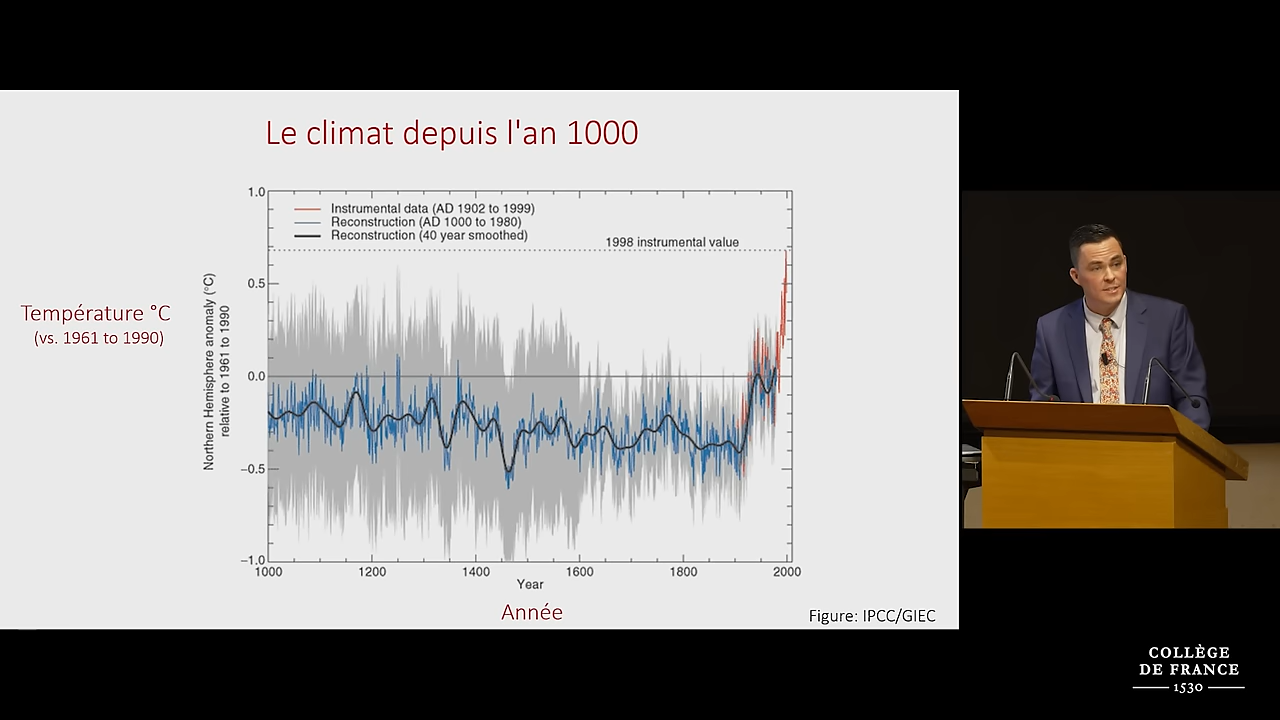 Le climat depuis l'an 1000
Température °C
(vs. 1961 to 1990)
Northern Hemisphere anomaly (°C)
relative to 1961 to 1990
1.0
0.5
0.0
−0.5
−1.0
Instrumental data (AD 1902 to 1999)
Reconstruction (AD 1000 to 1980)
Reconstruction (40 year smoothed)
1998 instrumental value
1000 1200 1400 1600 1800 2000
Year
Année
Figure: IPCC/GIEC
COLLÈGE
DE FRANCE
1530